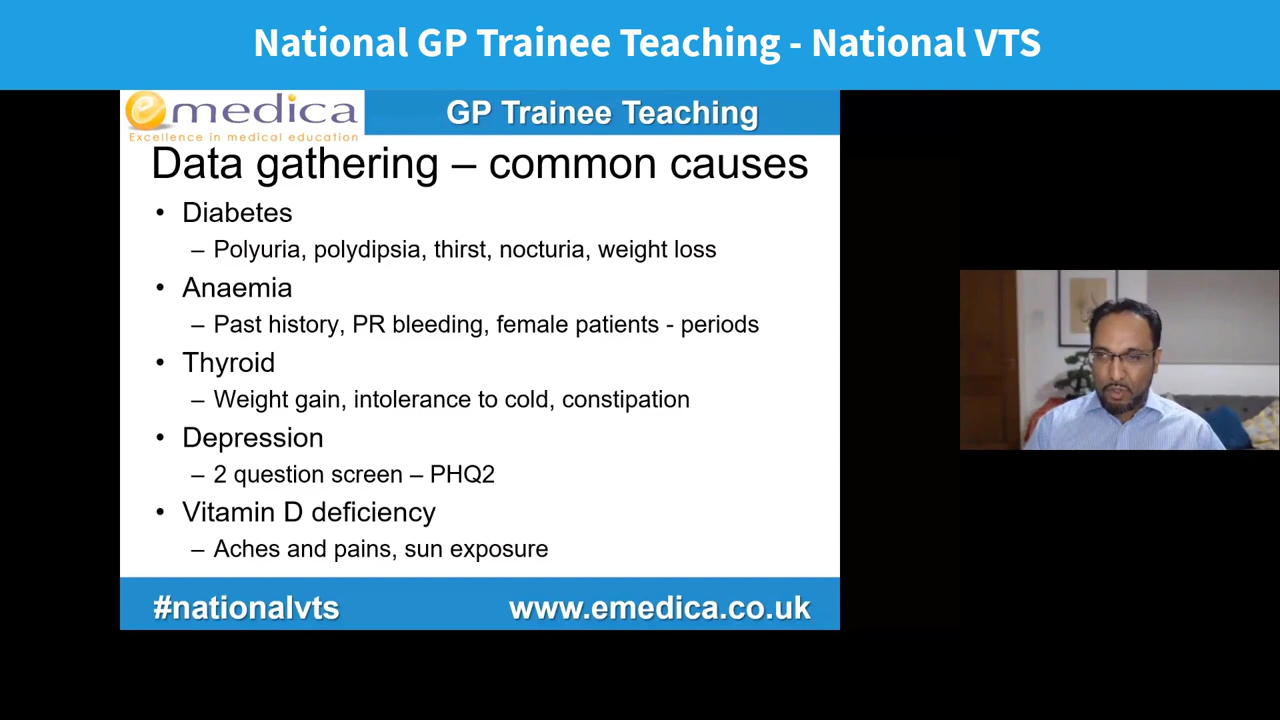 National GP Trainee Teaching - National VTS
emedica
Excellence in medical education
GP Trainee Teaching
Data gathering – common causes
• Diabetes
– Polyuria, polydipsia, thirst, nocturia, weight loss
• Anaemia
– Past history, PR bleeding, female patients - periods
• Thyroid
– Weight gain, intolerance to cold, constipation
• Depression
– 2 question screen – PHQ2
• Vitamin D deficiency
– Aches and pains, sun exposure
#nationalvts
www.emedica.co.uk